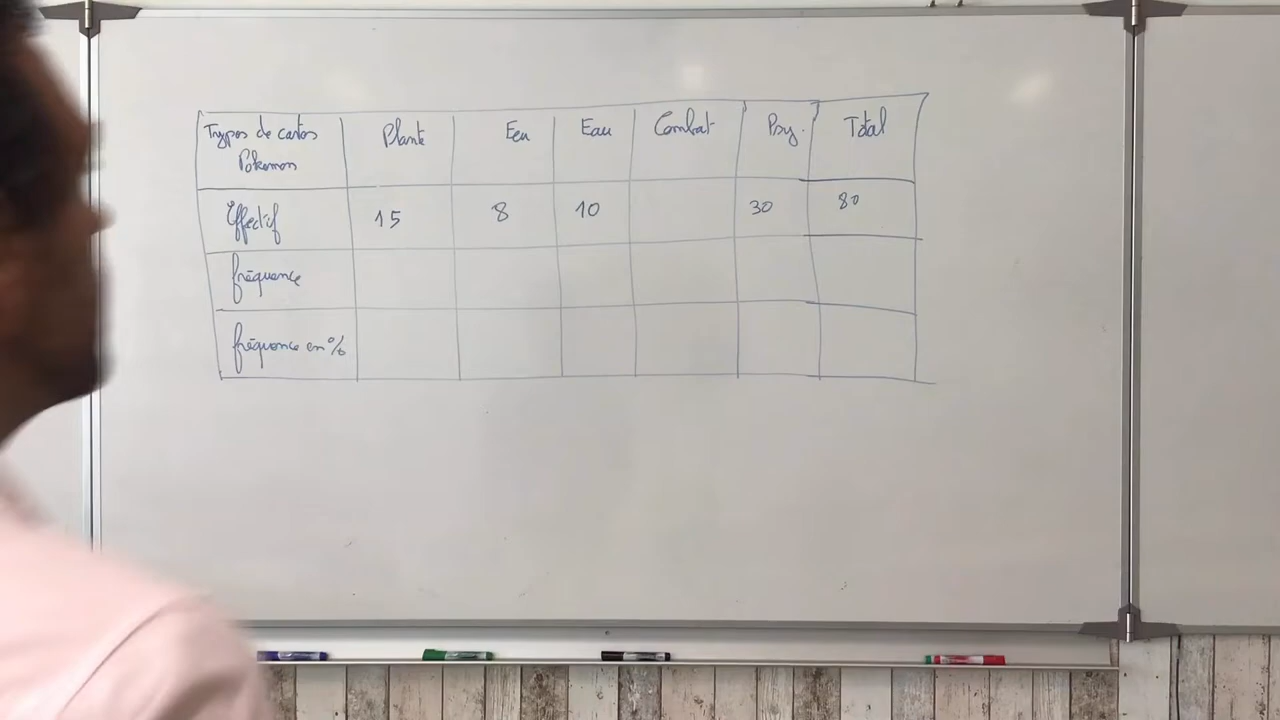 Types de cartes Pokemon Plante Feu Eau Combat Psy. Total
Effectif 15 8 10 30 80
fréquence
fréquence en %